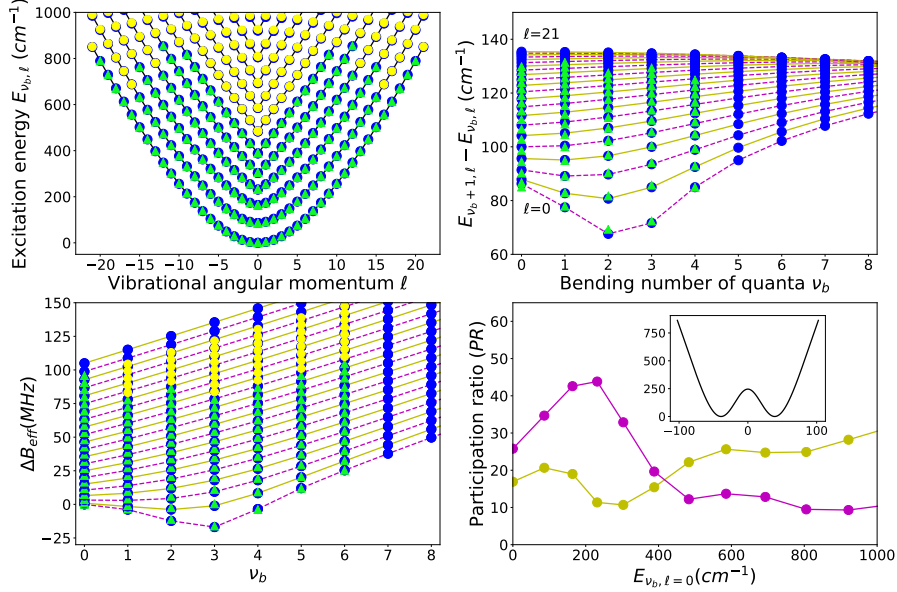 Excitation energy E_{ν_b,ℓ} (cm⁻¹)
1000
800
600
400
200
0
−20 −15 −10 −5 0 5 10 15 20
Vibrational angular momentum ℓ
E_{ν_b+1,ℓ} − E_{ν_b,ℓ} (cm⁻¹)
140
120
100
80
60
ℓ=21
ℓ=0
0 1 2 3 4 5 6 7 8
Bending number of quanta ν_b
ΔB_{eff}(MHz)
150
125
100
75
50
25
0
−25
0 1 2 3 4 5 6 7 8
ν_b
Participation ratio (PR)
60
50
40
30
20
10
0
750
500
250
0
−100 0 100
0 200 400 600 800 1000
E_{ν_b,ℓ=0}(cm⁻¹)